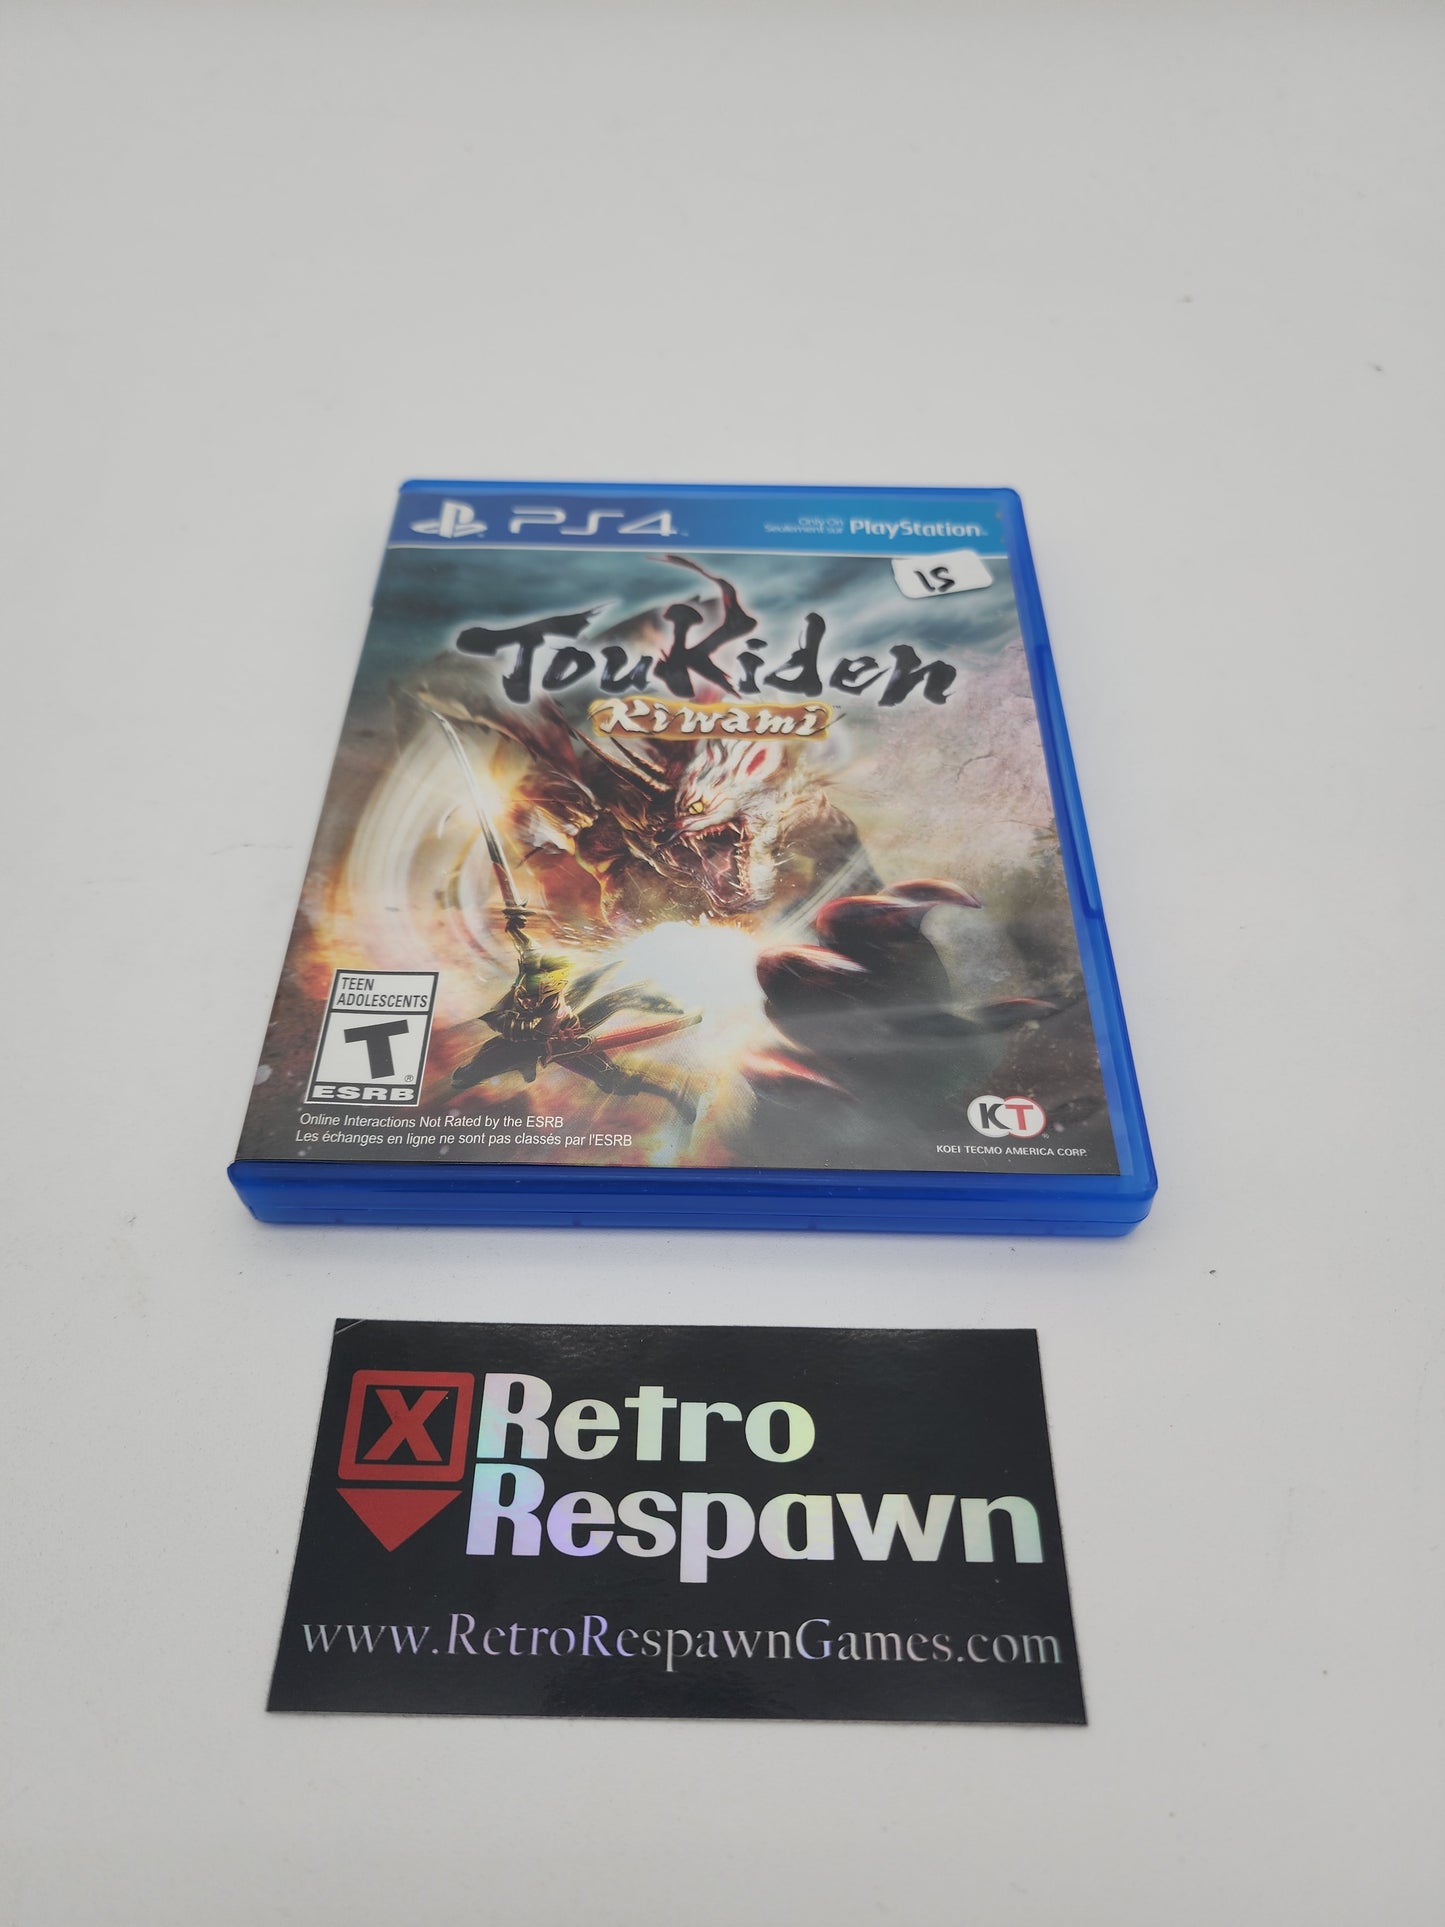 PS4
Only On
Seulement sur PlayStation
15
Toukiden
Kiwami
TEEN
ADOLESCENTS
T
ESRB
Online Interactions Not Rated by the ESRB
Les échanges en ligne ne sont pas classés par l'ESRB
KT
KOEI TECMO AMERICA CORP.
X Retro
Respawn
www.RetroRespawnGames.com